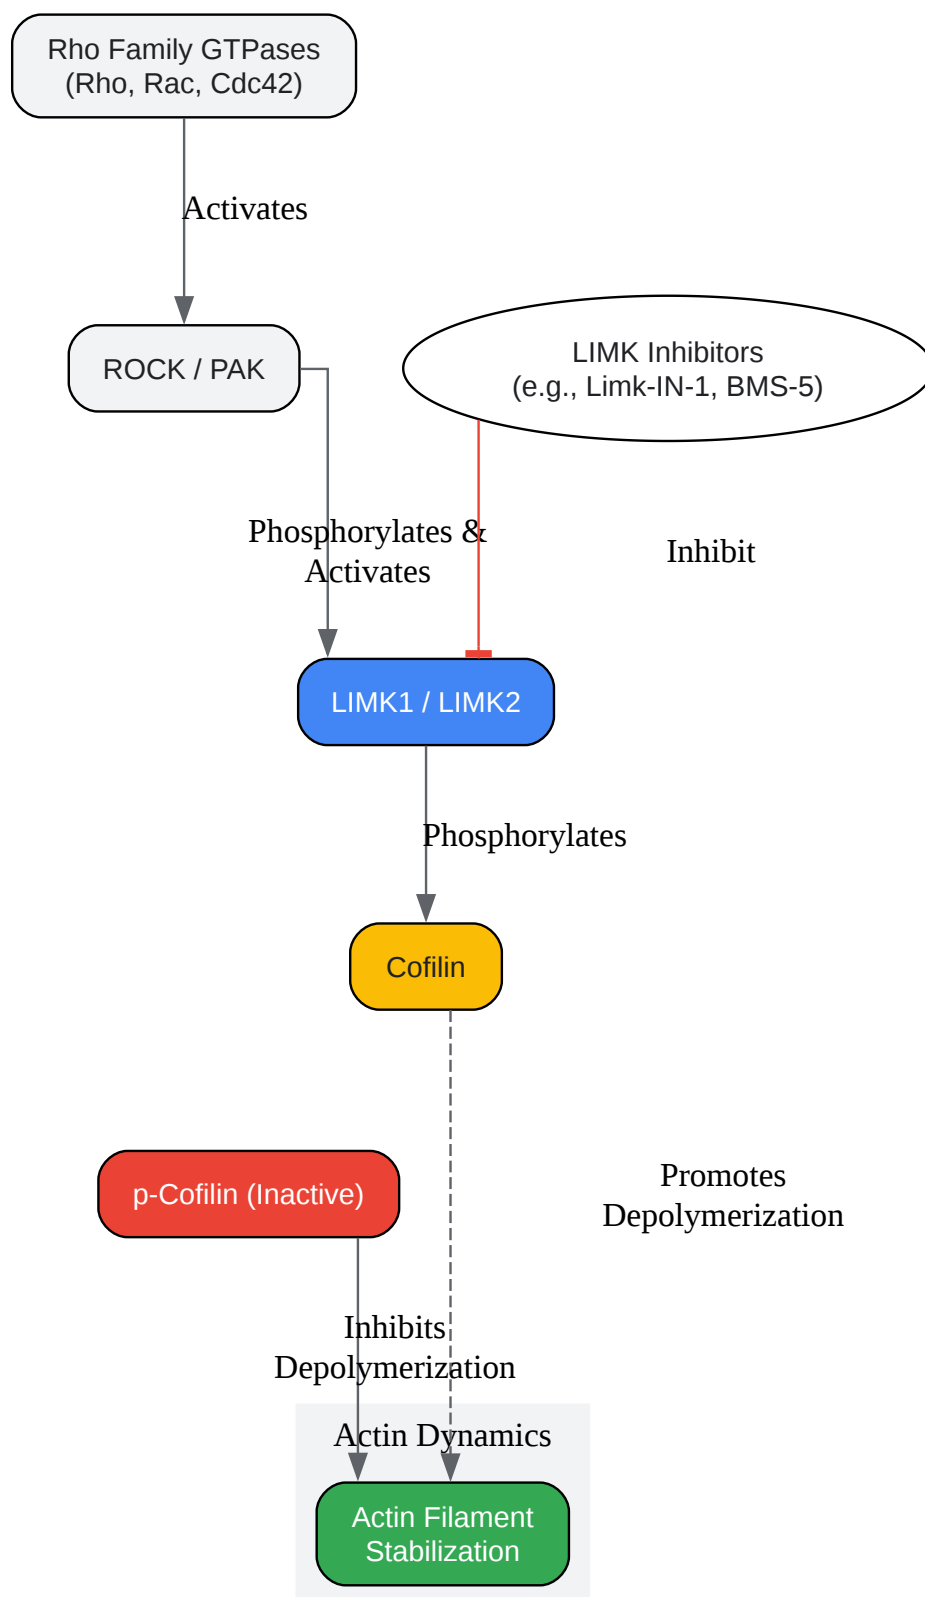 Rho Family GTPases
(Rho, Rac, Cdc42)
Activates
ROCK / PAK
LIMK Inhibitors
(e.g., Limk-IN-1, BMS-5)
Phosphorylates &
Activates
Inhibit
LIMK1 / LIMK2
Phosphorylates
Cofilin
p-Cofilin (Inactive)
Promotes
Depolymerization
Inhibits
Depolymerization
Actin Dynamics
Actin Filament
Stabilization